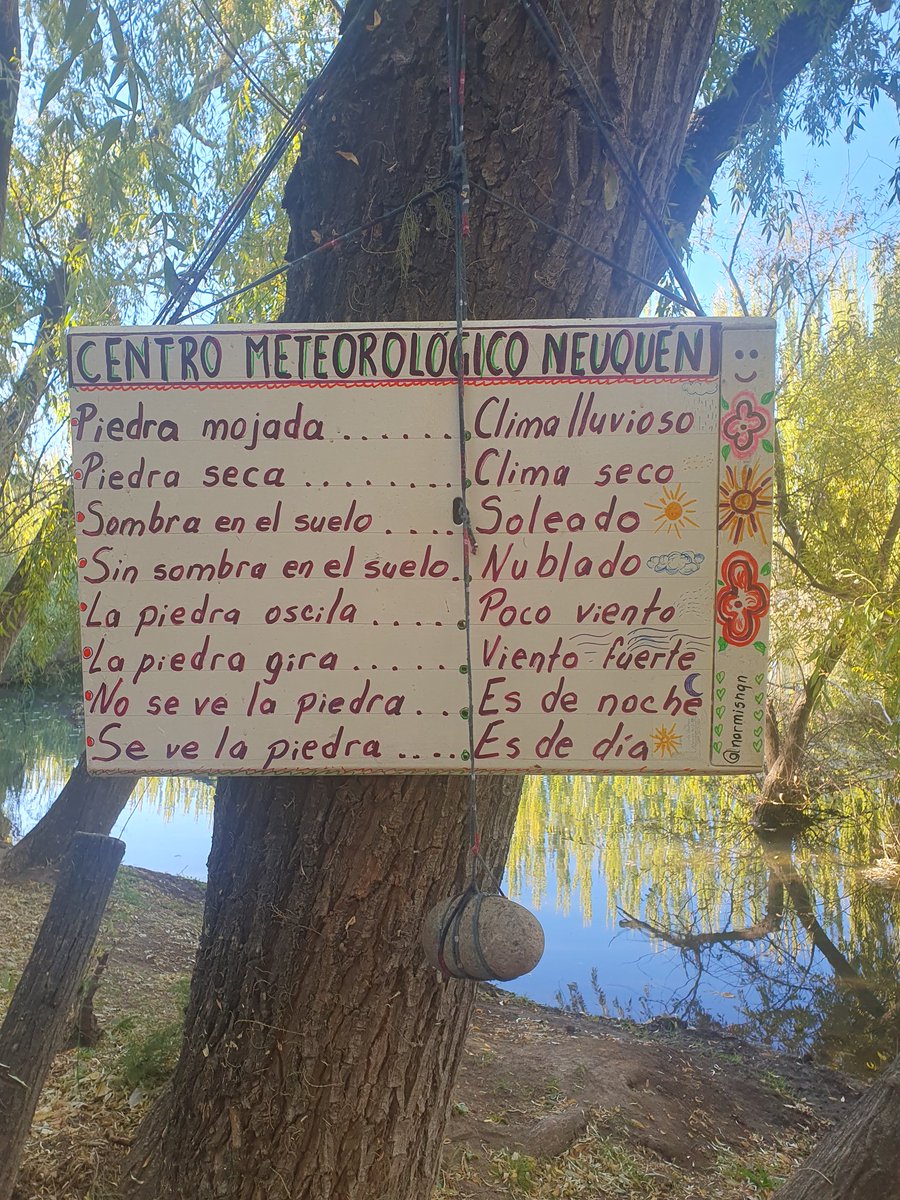 CENTRO METEOROLÓGICO NEUQUÉN
Piedra mojada ...... Clima lluvioso
Piedra seca ........ Clima seco
Sombra en el suelo ..... Soleado
Sin sombra en el suelo. Nublado
La piedra oscila ..... Poco viento
La piedra gira ...... Viento fuerte
No se ve la piedra ... Es de noche
Se ve la piedra .... Es de día
@normisnqn